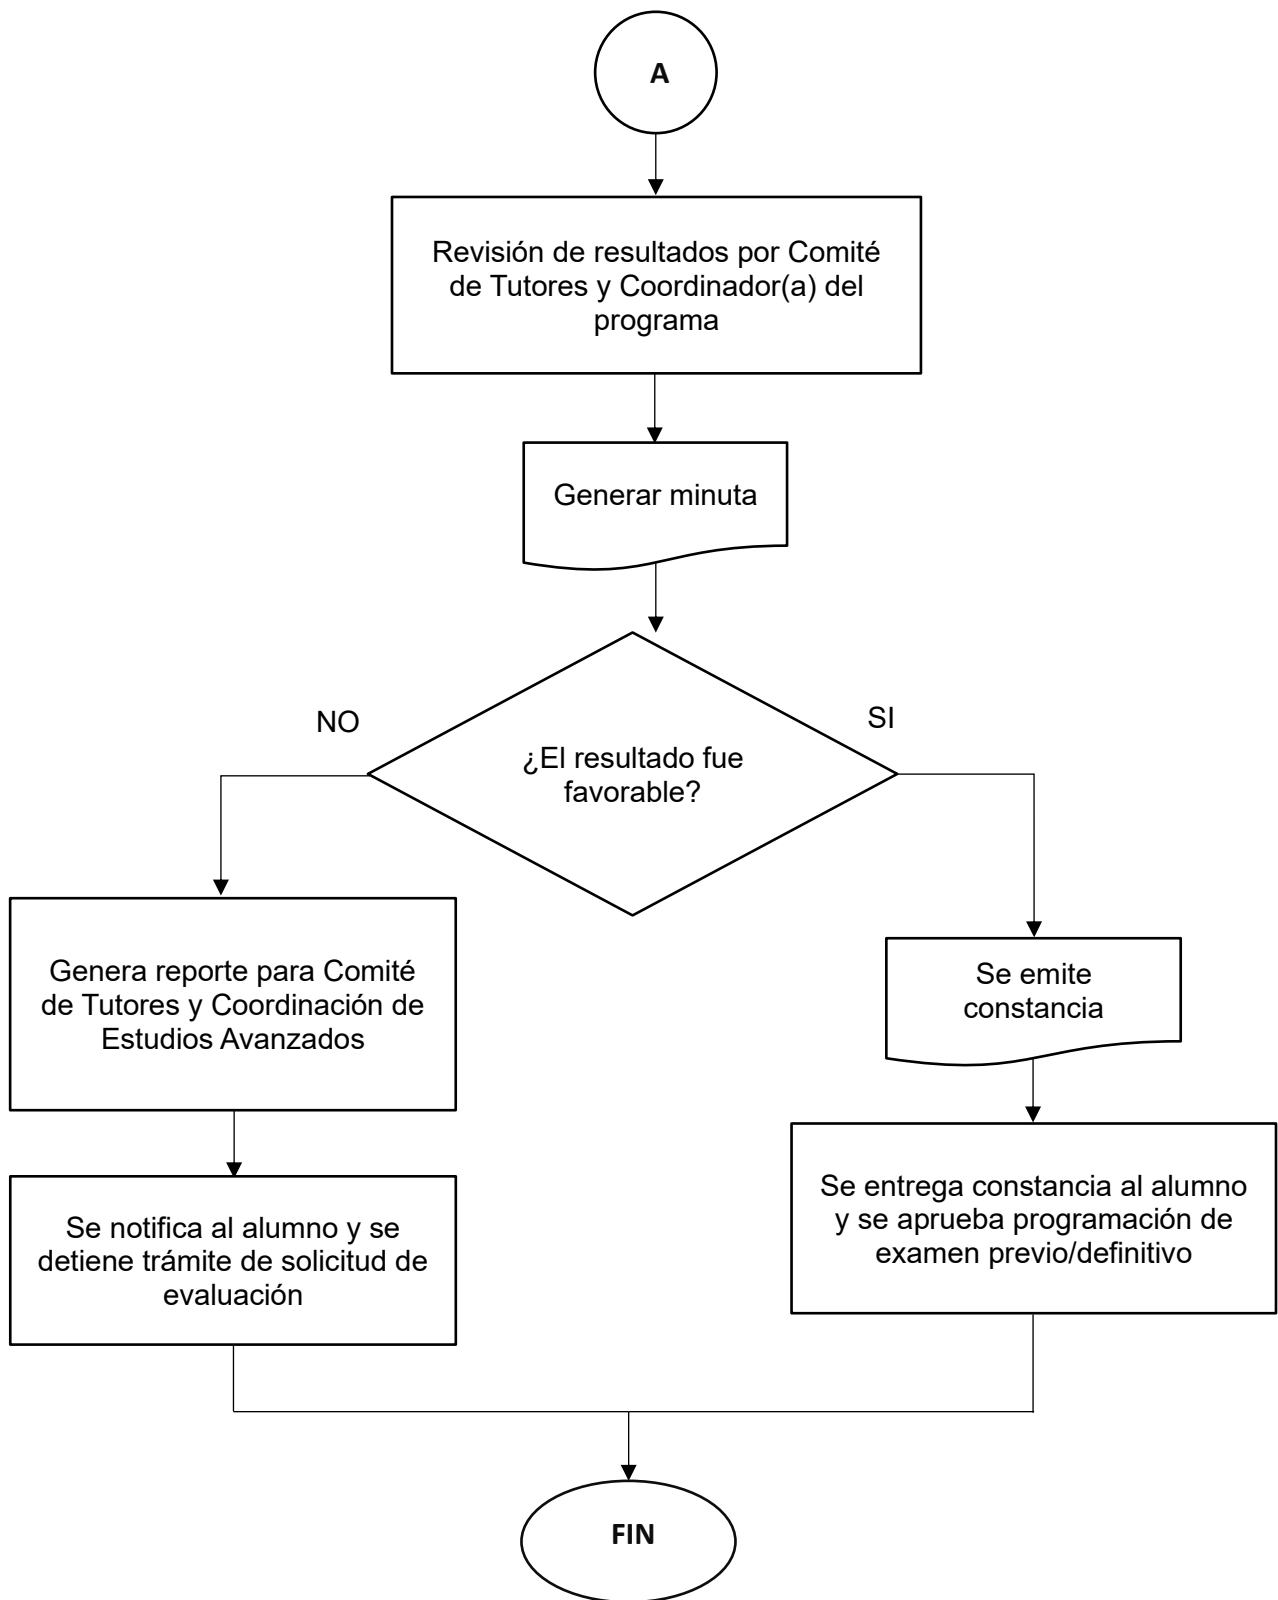 A
Revisión de resultados por Comité
de Tutores y Coordinador(a) del
programa
Generar minuta
NO
SI
¿El resultado fue
favorable?
Genera reporte para Comité
de Tutores y Coordinación de
Estudios Avanzados
Se emite
constancia
Se notifica al alumno y se
detiene trámite de solicitud de
evaluación
Se entrega constancia al alumno
y se aprueba programación de
examen previo/definitivo
FIN